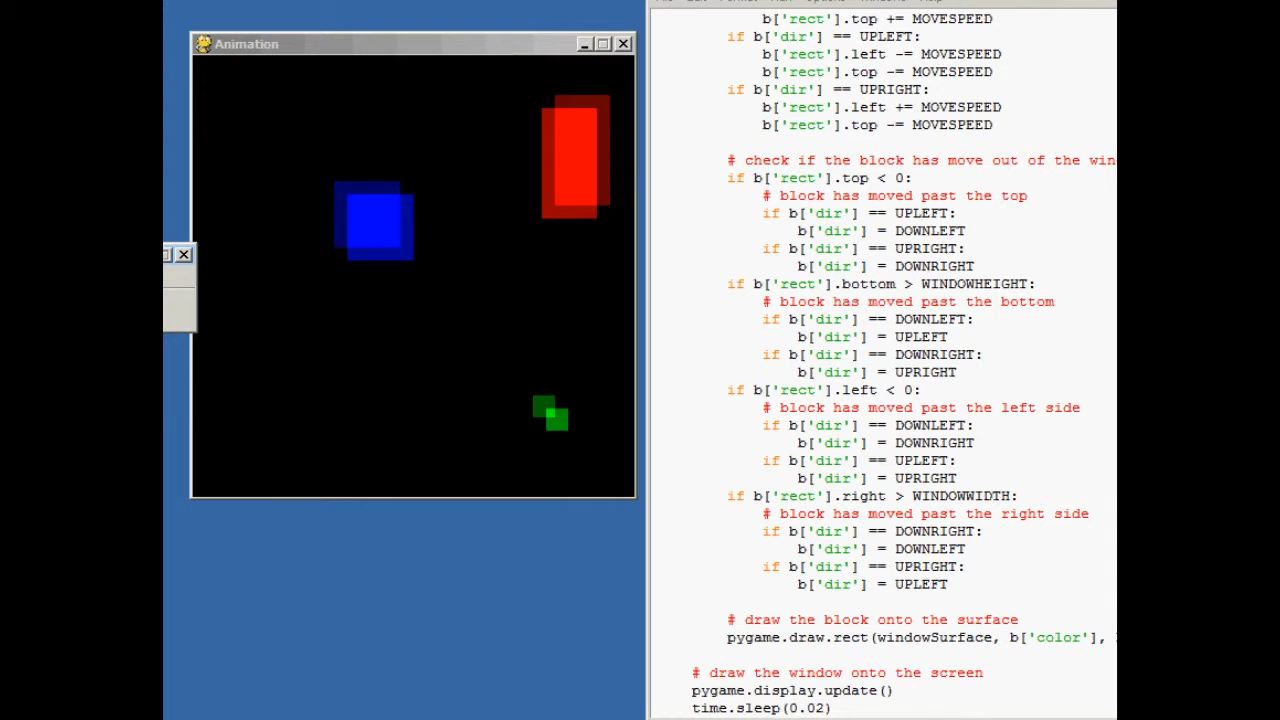 Animation
b['rect'].top += MOVESPEED
if b['dir'] == UPLEFT:
b['rect'].left -= MOVESPEED
b['rect'].top -= MOVESPEED
if b['dir'] == UPRIGHT:
b['rect'].left += MOVESPEED
b['rect'].top -= MOVESPEED
# check if the block has move out of the win
if b['rect'].top < 0:
# block has moved past the top
if b['dir'] == UPLEFT:
b['dir'] = DOWNLEFT
if b['dir'] == UPRIGHT:
b['dir'] = DOWNRIGHT
if b['rect'].bottom > WINDOWHEIGHT:
# block has moved past the bottom
if b['dir'] == DOWNLEFT:
b['dir'] = UPLEFT
if b['dir'] == DOWNRIGHT:
b['dir'] = UPRIGHT
if b['rect'].left < 0:
# block has moved past the left side
if b['dir'] == DOWNLEFT:
b['dir'] = DOWNRIGHT
if b['dir'] == UPLEFT:
b['dir'] = UPRIGHT
if b['rect'].right > WINDOWWIDTH:
# block has moved past the right side
if b['dir'] == DOWNRIGHT:
b['dir'] = DOWNLEFT
if b['dir'] == UPRIGHT:
b['dir'] = UPLEFT
# draw the block onto the surface
pygame.draw.rect(windowSurface, b['color'],
# draw the window onto the screen
pygame.display.update()
time.sleep(0.02)